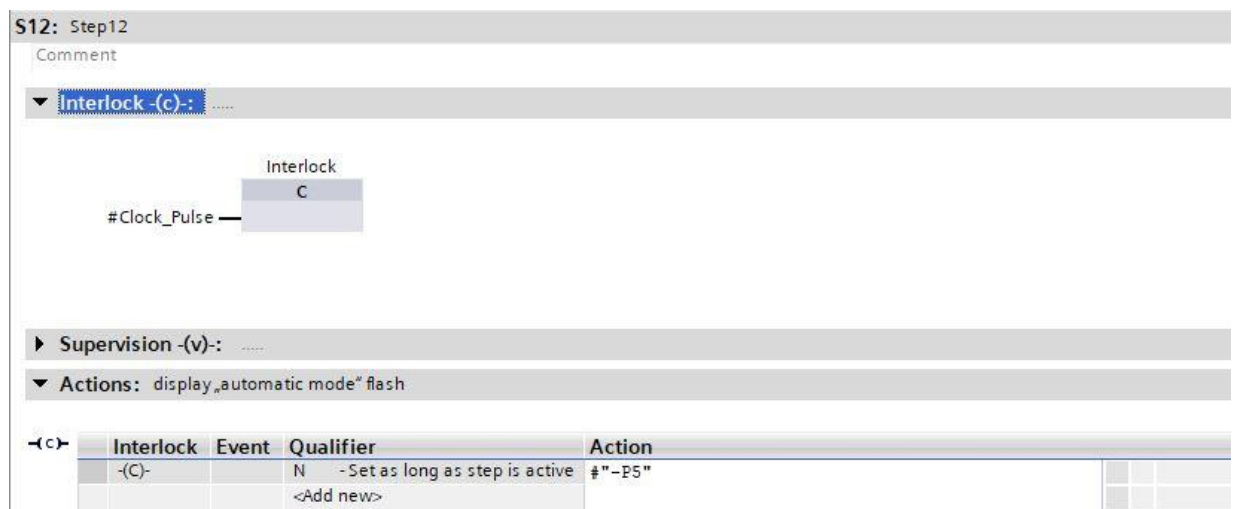 S12: Step12
Comment
Interlock -(c)-: .....
Interlock
C
#Clock_Pulse
Supervision -(v)-: .....
Actions: display „automatic mode“ flash
-(c)- Interlock Event Qualifier Action
-(C)- N - Set as long as step is active #"-P5"
<Add new>